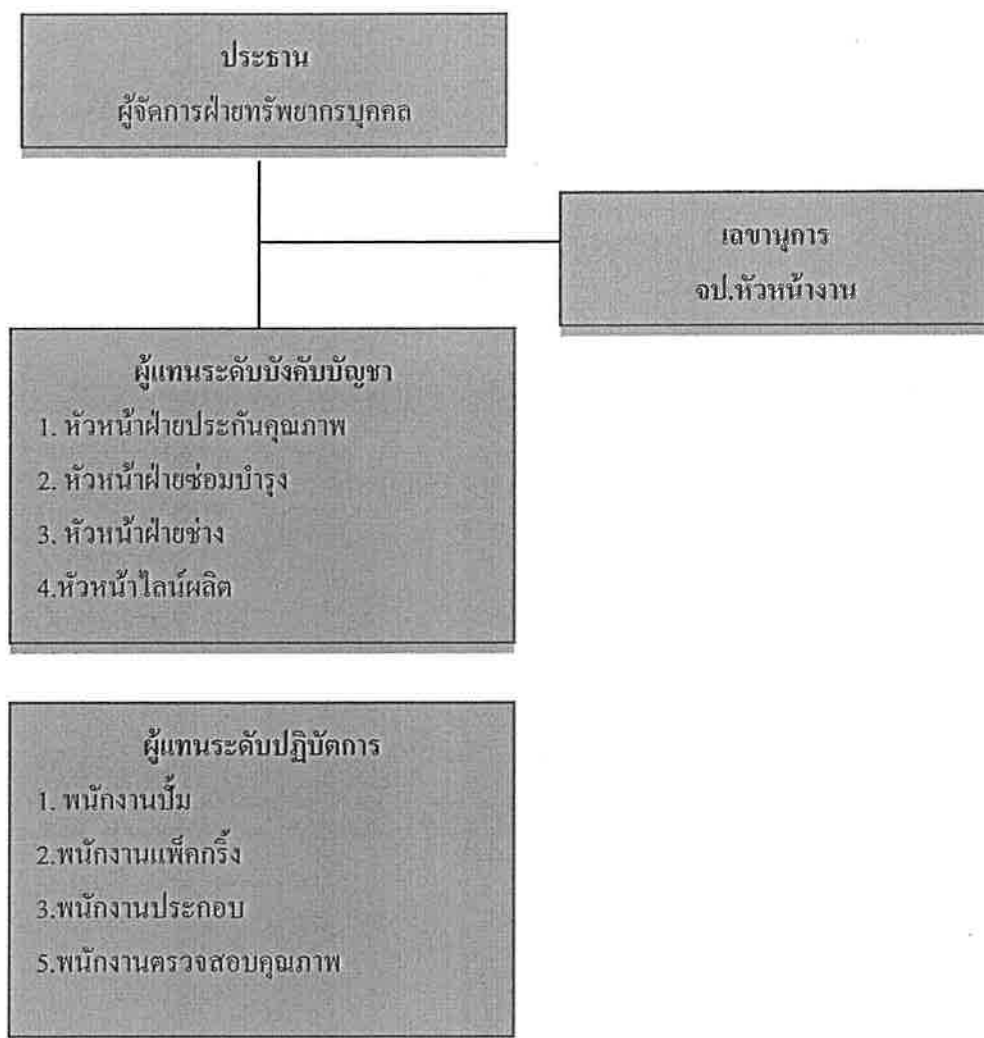 ประธาน
ผู้จัดการฝ่ายทรัพยากรบุคคล
เลขานุการ
จป.หัวหน้างาน
ผู้แทนระดับบังคับบัญชา
1. หัวหน้าฝ่ายประกันคุณภาพ
2. หัวหน้าฝ่ายซ่อมบำรุง
3. หัวหน้าฝ่ายช่าง
4.หัวหน้าไลน์ผลิต
ผู้แทนระดับปฏิบัตการ
1. พนักงานปั้ม
2.พนักงานแพ็คกริ้ง
3.พนักงานประกอบ
5.พนักงานตรวจสอบคุณภาพ